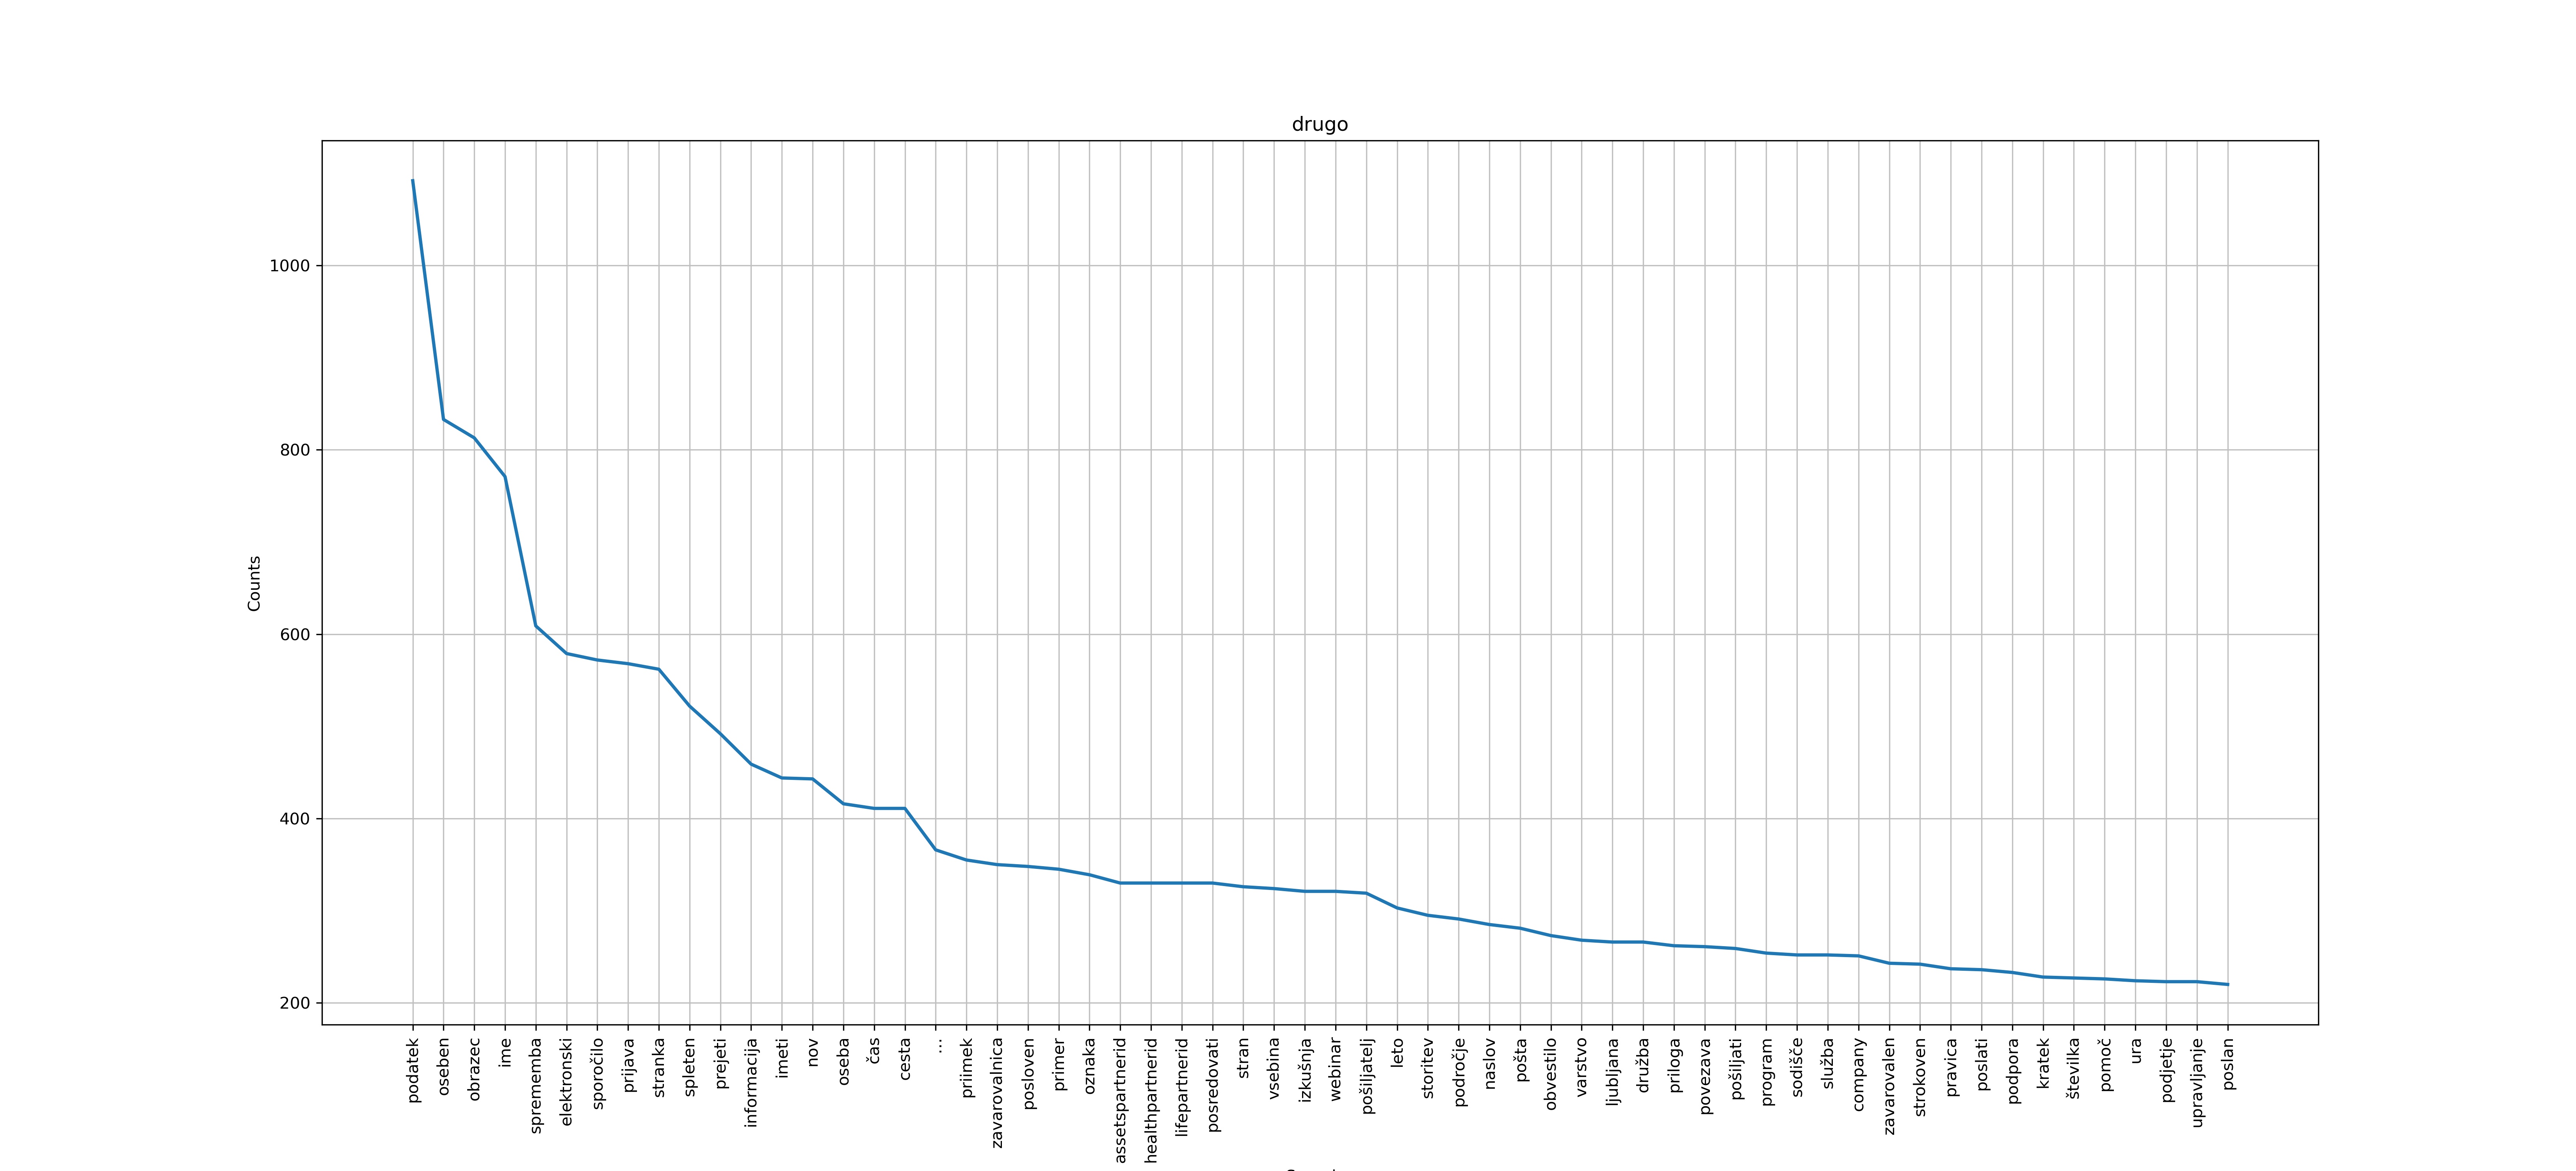 drugo
Counts
1000
800
600
400
200
podatek
oseben
obrazec
ime
sprememba
elektronski
sporočilo
prijava
stranka
spleten
prejeti
informacija
imeti
nov
oseba
čas
cesta
...
priimek
zavarovalnica
posloven
primer
oznaka
assetspartnerid
healthpartnerid
lifepartnerid
posredovati
stran
vsebina
izkušnja
webinar
pošiljatelj
leto
storitev
področje
naslov
pošta
obvestilo
varstvo
ljubljana
družba
priloga
povezava
pošiljati
program
sodišče
služba
company
zavarovalen
strokoven
pravica
poslati
podpora
kratek
številka
pomoč
ura
podjetje
upravljanje
poslan